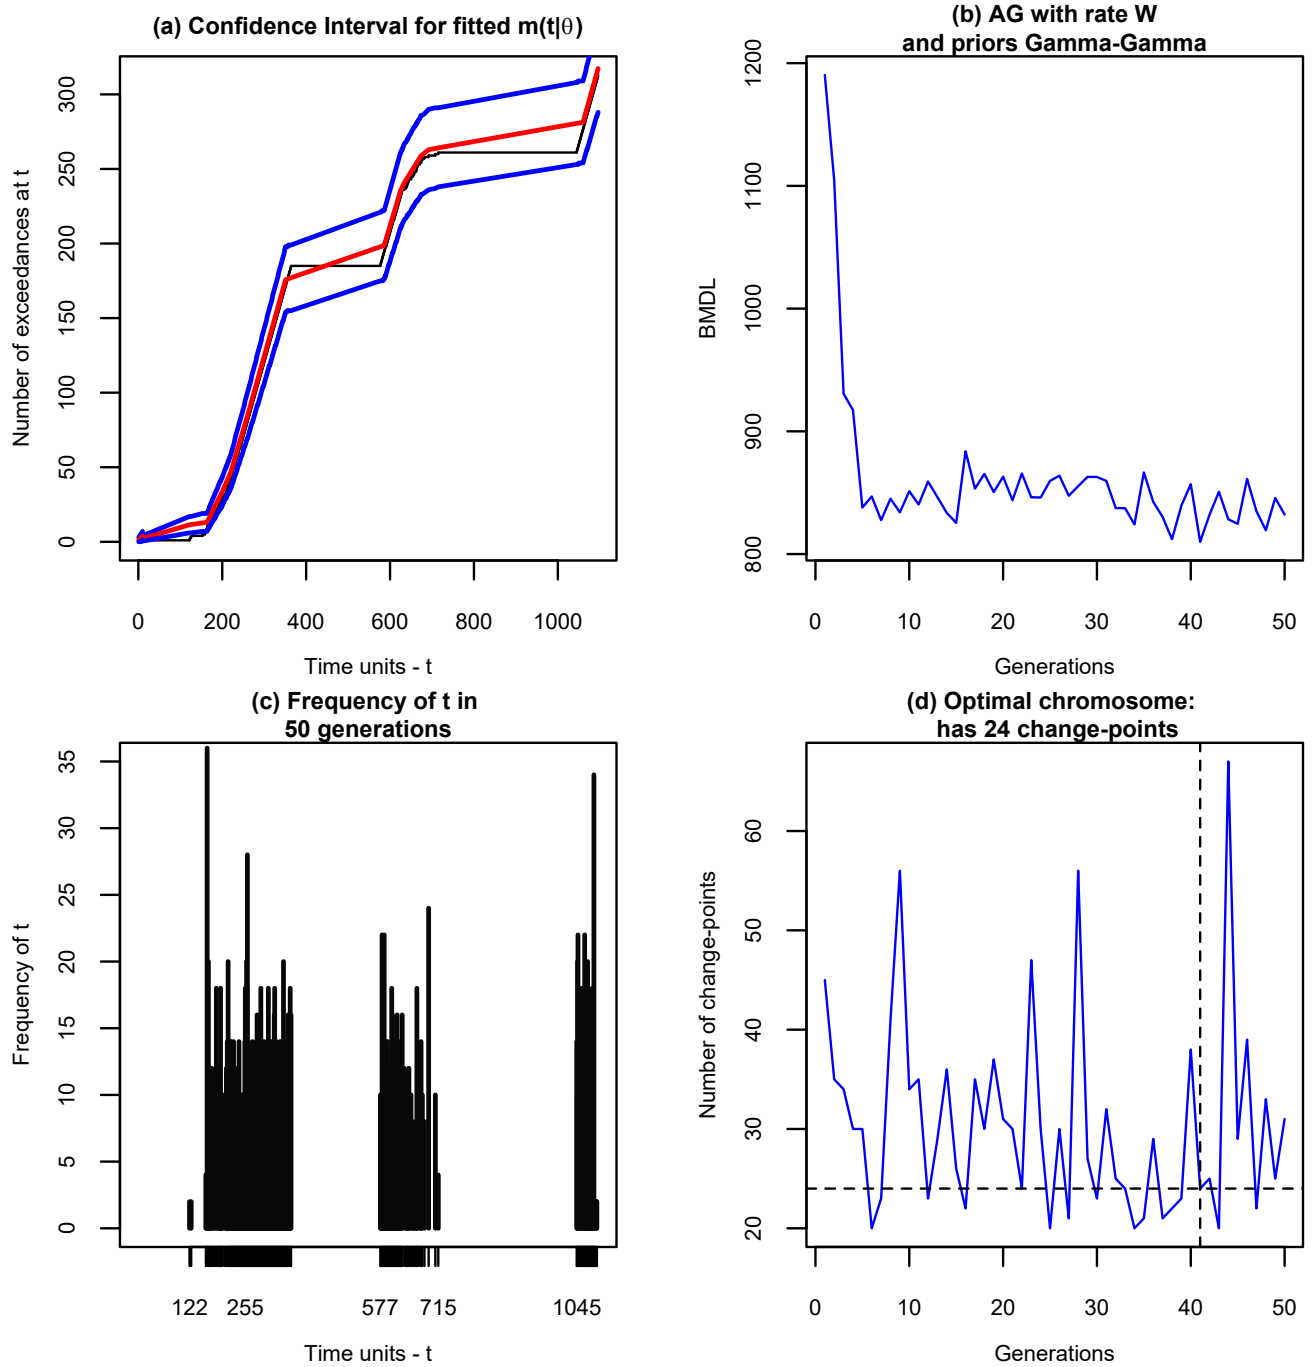 (a) Confidence Interval for fitted m(t|θ)
Number of exceedances at t
300
250
200
150
100
50
0
0 200 400 600 800 1000
Time units - t
(b) AG with rate W
and priors Gamma-Gamma
BMDL
1200
1100
1000
900
800
0 10 20 30 40 50
Generations
(c) Frequency of t in
50 generations
Frequency of t
35
30
25
20
15
10
5
0
122 255 577 715 1045
Time units - t
(d) Optimal chromosome:
has 24 change-points
Number of change-points
60
50
40
30
20
0 10 20 30 40 50
Generations